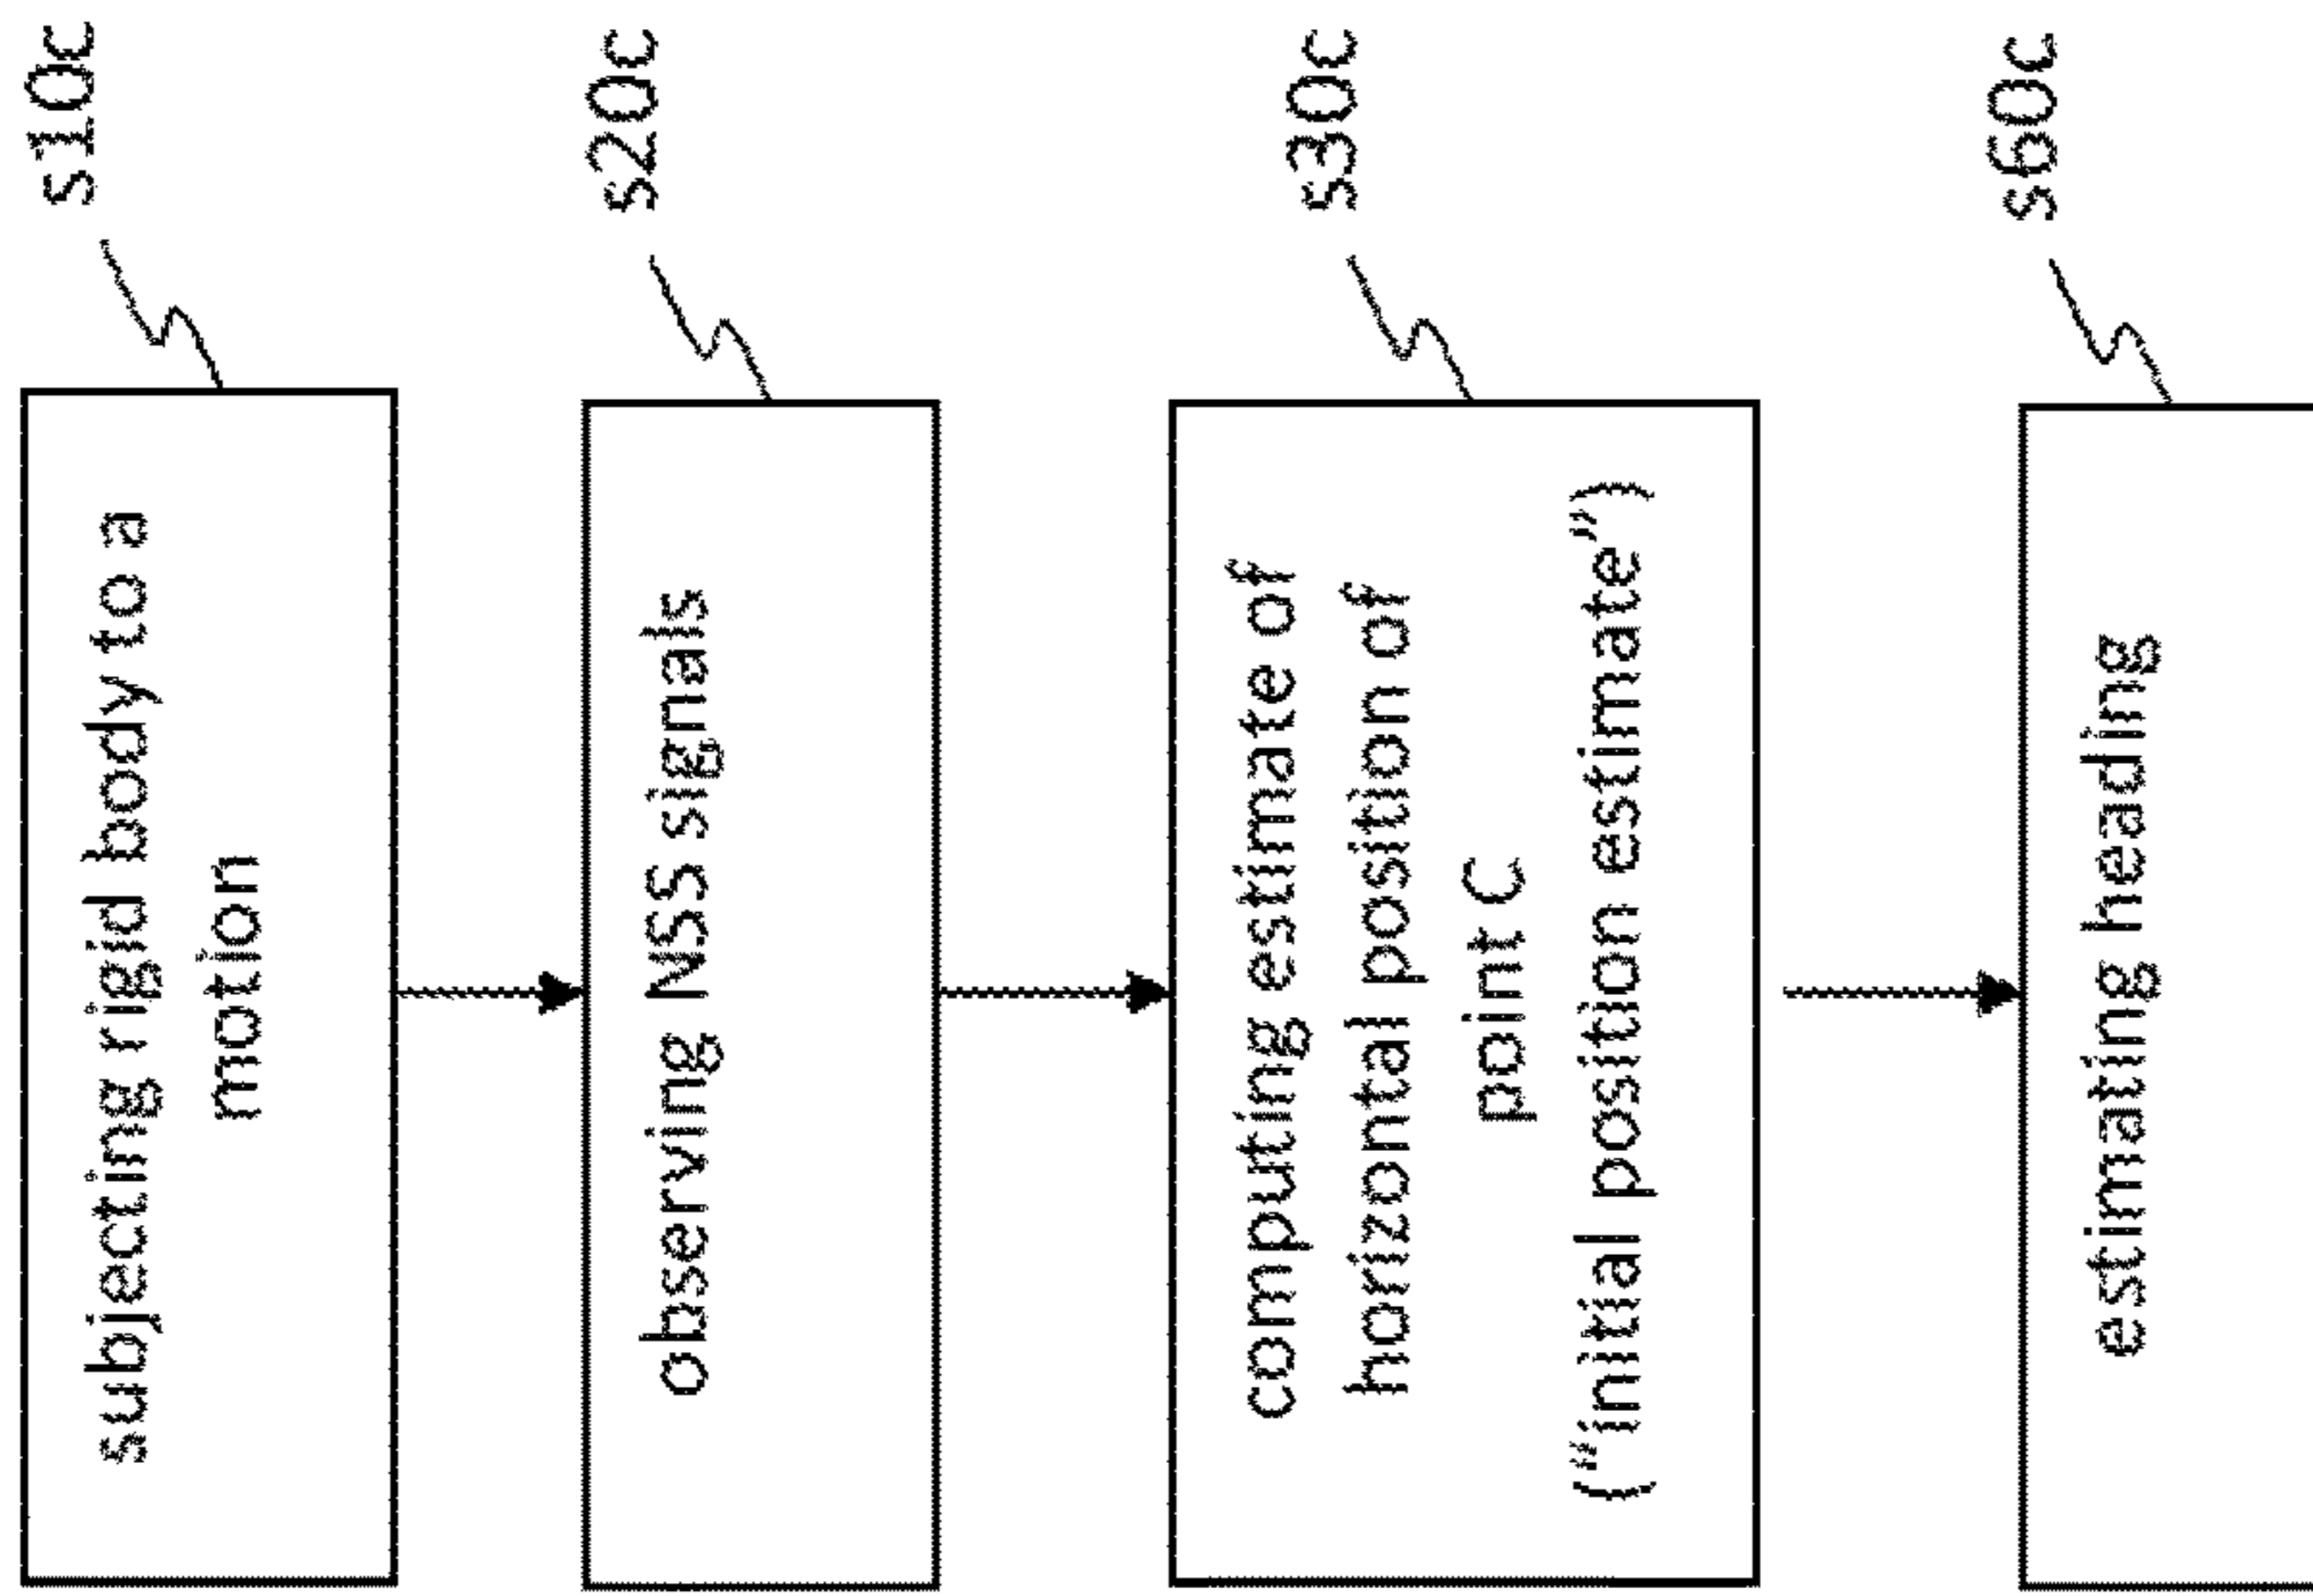 s10c
subjecting rigid body to a
motion
s20c
observing NSS signals
s30c
computing estimate of
horizontal position of
point C
(“initial position estimate”)
s60c
estimating heading